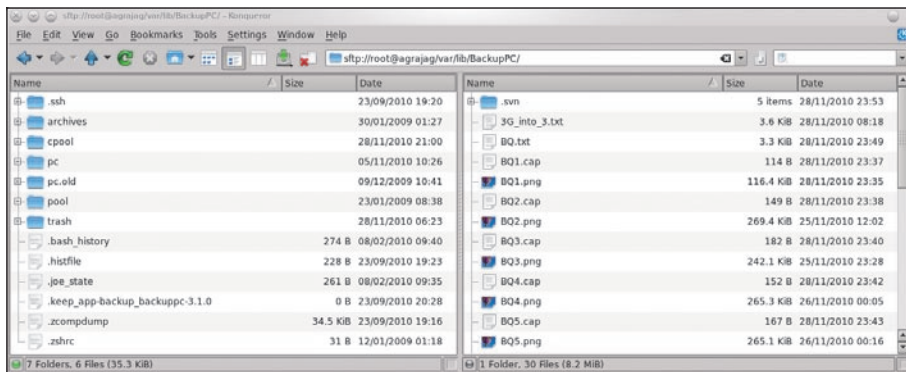 sftp://root@agrajag/var/lib/BackupPC/ - Konqueror
File Edit View Go Bookmarks Tools Settings Window Help
sftp://root@agrajag/var/lib/BackupPC/
Name Size Date
.ssh 23/09/2010 19:20
archives 30/01/2009 01:27
cpool 28/11/2010 21:00
pc 05/11/2010 10:26
pc.old 09/12/2009 10:41
pool 23/01/2009 08:38
trash 28/11/2010 06:23
.bash_history 274 B 08/02/2010 09:40
.histfile 228 B 23/09/2010 19:23
.joe_state 261 B 08/02/2010 09:35
.keep_app-backup_backuppc-3.1.0 0 B 23/09/2010 20:28
.zcompdump 34.5 KiB 23/09/2010 19:16
.zshrc 31 B 12/01/2009 01:18
7 Folders, 6 Files (35.3 KiB)
Name Size Date
.svn 5 items 28/11/2010 23:53
3G_into_3.txt 3.6 KiB 28/11/2010 08:18
BQ.txt 3.3 KiB 28/11/2010 23:49
BQ1.cap 114 B 28/11/2010 23:37
BQ1.png 116.4 KiB 28/11/2010 23:35
BQ2.cap 149 B 28/11/2010 23:38
BQ2.png 269.4 KiB 25/11/2010 12:02
BQ3.cap 182 B 28/11/2010 23:40
BQ3.png 242.1 KiB 25/11/2010 23:28
BQ4.cap 152 B 28/11/2010 23:42
BQ4.png 265.3 KiB 26/11/2010 00:05
BQ5.cap 167 B 28/11/2010 23:43
BQ5.png 265.1 KiB 26/11/2010 00:16
1 Folder, 30 Files (8.2 MiB)